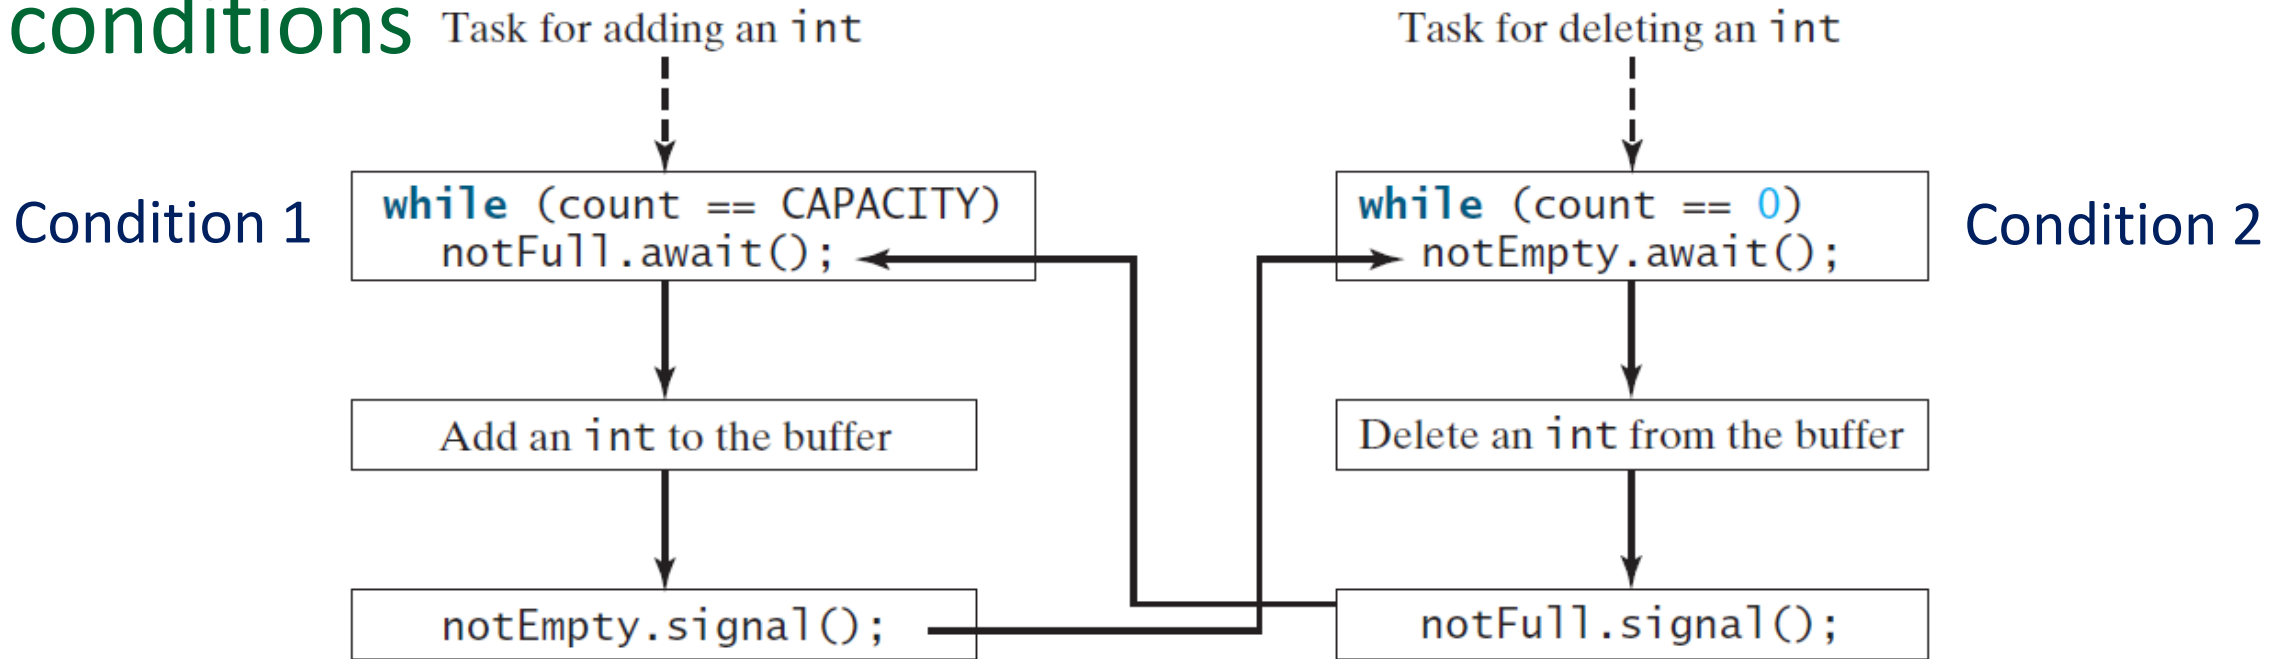 conditions
Task for adding an int
Task for deleting an int
Condition 1
while (count == CAPACITY)
notFull.await();
while (count == 0)
notEmpty.await();
Condition 2
Add an int to the buffer
Delete an int from the buffer
notEmpty.signal();
notFull.signal();